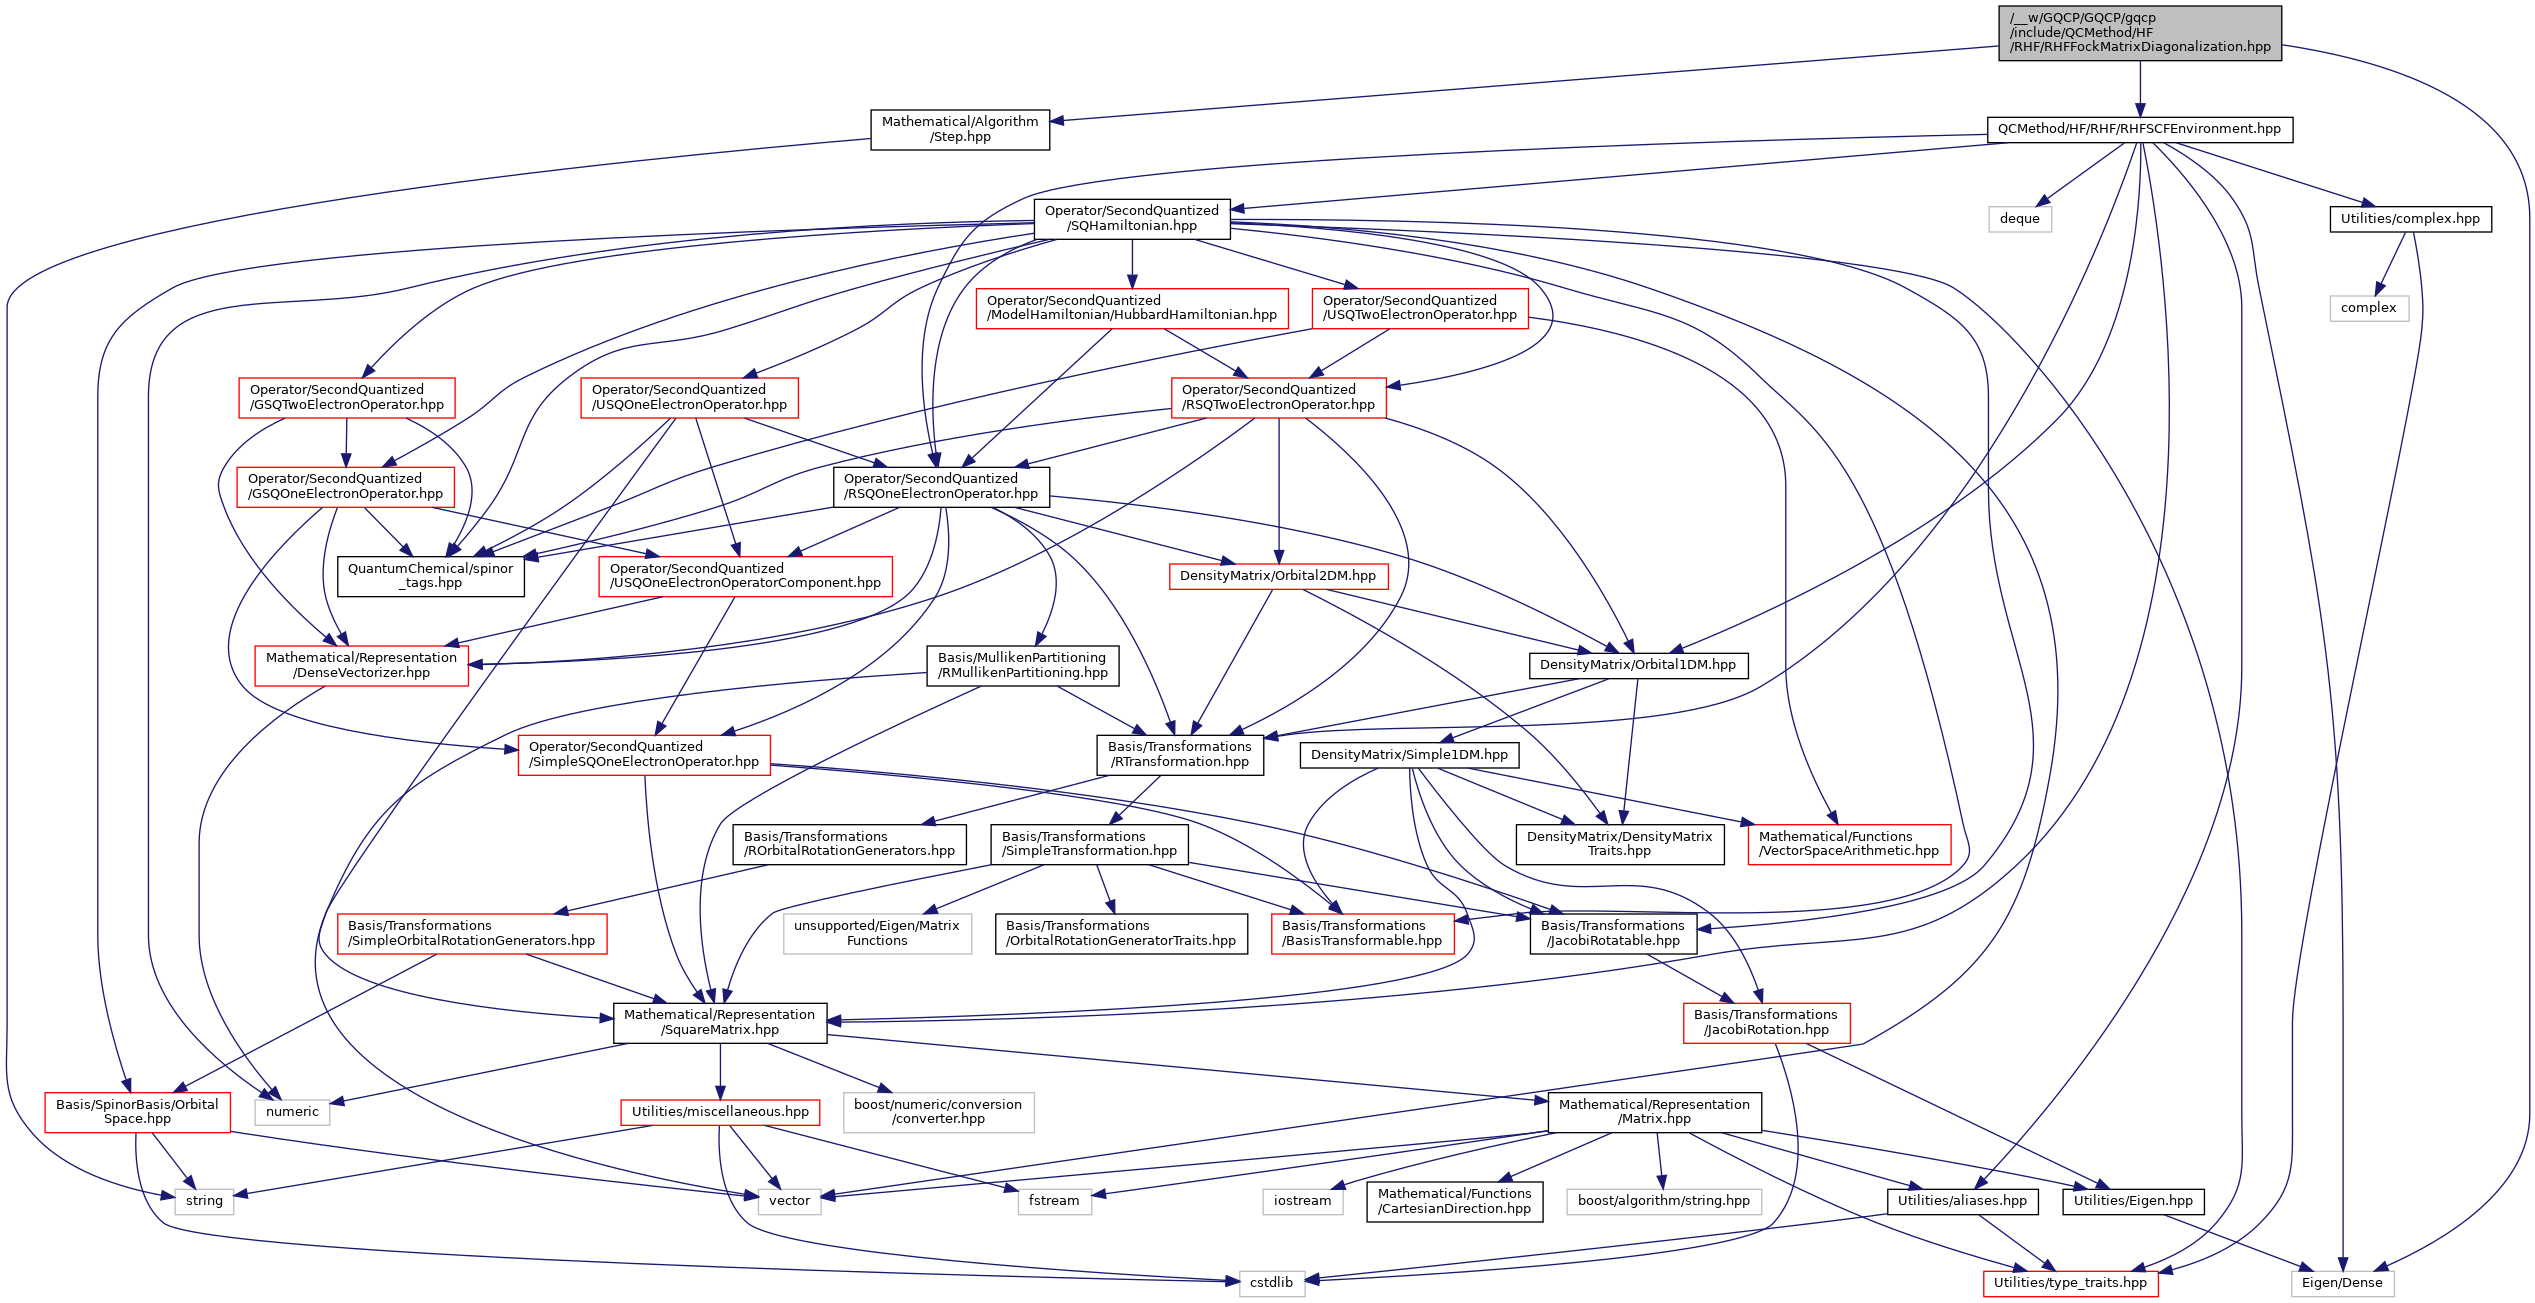 /__w/GQCP/GQCP/gqcp
/include/QCMethod/HF
/RHF/RHFFockMatrixDiagonalization.hpp
Mathematical/Algorithm
/Step.hpp
QCMethod/HF/RHF/RHFSCFEnvironment.hpp
Operator/SecondQuantized
/SQHamiltonian.hpp
deque
Utilities/complex.hpp
Operator/SecondQuantized
/ModelHamiltonian/HubbardHamiltonian.hpp
Operator/SecondQuantized
/USQTwoElectronOperator.hpp
complex
Operator/SecondQuantized
/GSQTwoElectronOperator.hpp
Operator/SecondQuantized
/USQOneElectronOperator.hpp
Operator/SecondQuantized
/RSQTwoElectronOperator.hpp
Operator/SecondQuantized
/GSQOneElectronOperator.hpp
Operator/SecondQuantized
/RSQOneElectronOperator.hpp
QuantumChemical/spinor
_tags.hpp
Operator/SecondQuantized
/USQOneElectronOperatorComponent.hpp
DensityMatrix/Orbital2DM.hpp
Mathematical/Representation
/DenseVectorizer.hpp
Basis/MullikenPartitioning
/RMullikenPartitioning.hpp
DensityMatrix/Orbital1DM.hpp
Operator/SecondQuantized
/SimpleSQOneElectronOperator.hpp
Basis/Transformations
/RTransformation.hpp
DensityMatrix/Simple1DM.hpp
Basis/Transformations
/ROrbitalRotationGenerators.hpp
Basis/Transformations
/SimpleTransformation.hpp
DensityMatrix/DensityMatrix
Traits.hpp
Mathematical/Functions
/VectorSpaceArithmetic.hpp
Basis/Transformations
/SimpleOrbitalRotationGenerators.hpp
unsupported/Eigen/Matrix
Functions
Basis/Transformations
/OrbitalRotationGeneratorTraits.hpp
Basis/Transformations
/BasisTransformable.hpp
Basis/Transformations
/JacobiRotatable.hpp
Mathematical/Representation
/SquareMatrix.hpp
Basis/Transformations
/JacobiRotation.hpp
Basis/SpinorBasis/Orbital
Space.hpp
numeric
Utilities/miscellaneous.hpp
boost/numeric/conversion
/converter.hpp
Mathematical/Representation
/Matrix.hpp
string
vector
fstream
iostream
Mathematical/Functions
/CartesianDirection.hpp
boost/algorithm/string.hpp
Utilities/aliases.hpp
Utilities/Eigen.hpp
cstdlib
Utilities/type_traits.hpp
Eigen/Dense